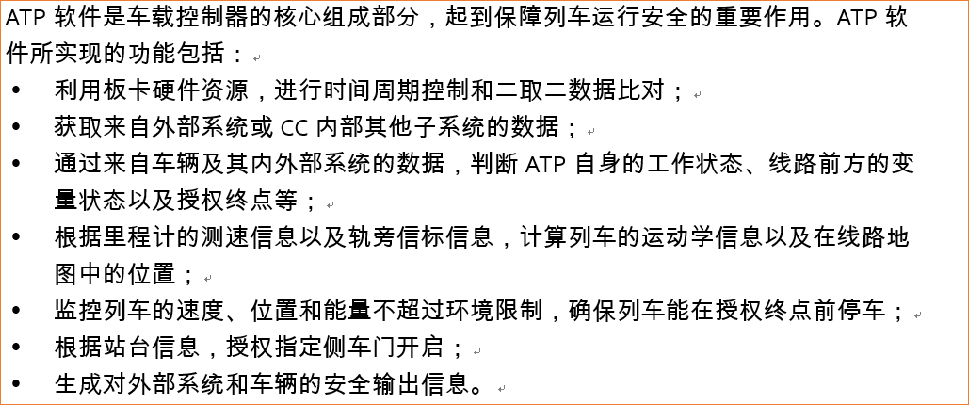 ATP 软件是车载控制器的核心组成部分，起到保障列车运行安全的重要作用。ATP 软
件所实现的功能包括：
• 利用板卡硬件资源，进行时间周期控制和二取二数据比对；
• 获取来自外部系统或 CC 内部其他子系统的数据；
• 通过来自车辆及其内外部系统的数据，判断 ATP 自身的工作状态、线路前方的变
量状态以及授权终点等；
• 根据里程计的测速信息以及轨旁信标信息，计算列车的运动学信息以及在线路地
图中的位置；
• 监控列车的速度、位置和能量不超过环境限制，确保列车能在授权终点前停车；
• 根据站台信息，授权指定侧车门开启；
• 生成对外部系统和车辆的安全输出信息。